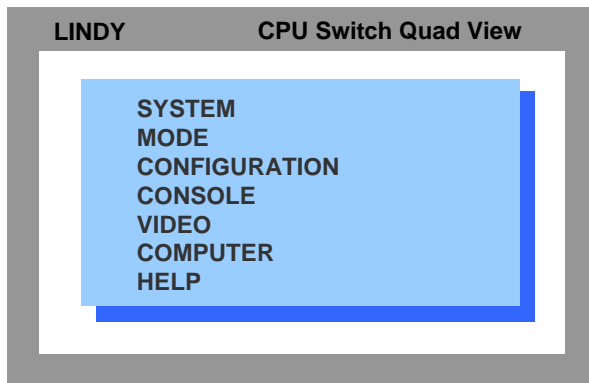 LINDY CPU Switch Quad View
SYSTEM
MODE
CONFIGURATION
CONSOLE
VIDEO
COMPUTER
HELP